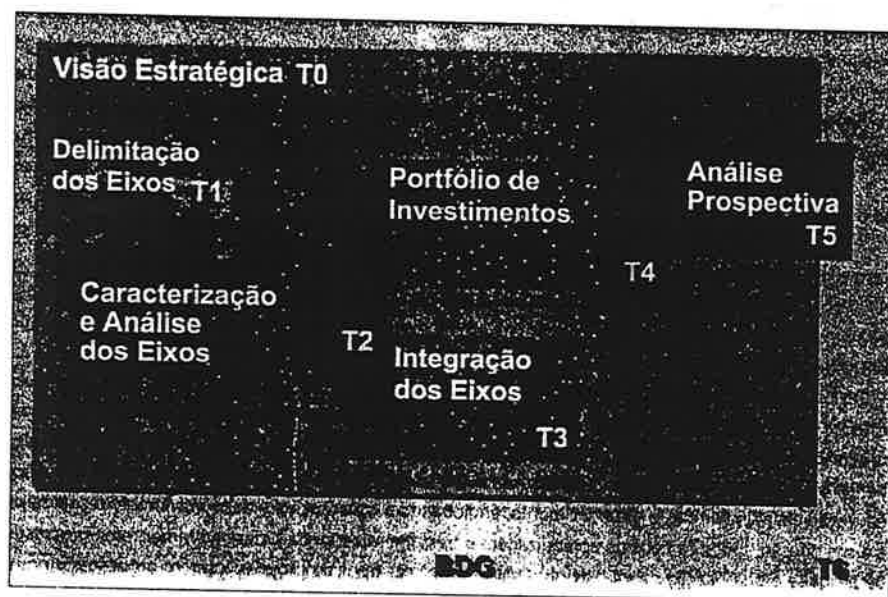 Visão Estratégica T0
Delimitação
dos Eixos T1
Caracterização
e Análise
dos Eixos
T2
Portfólio de
Investimentos
T4
Integração
dos Eixos
T3
Análise
Prospectiva
T5
BDG
T6